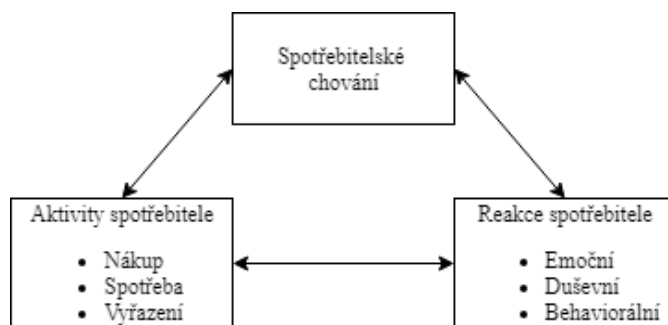 Spotřebitelské
chování
Aktivity spotřebitele
• Nákup
• Spotřeba
• Vyřazení
Reakce spotřebitele
• Emoční
• Duševní
• Behaviorální